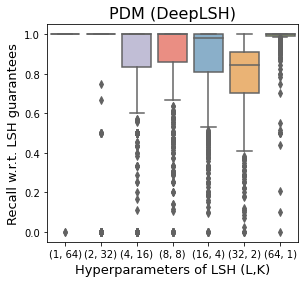 PDM (DeepLSH)
Recall w.r.t. LSH guarantees
1.0
0.8
0.6
0.4
0.2
0.0
(1, 64) (2, 32) (4, 16) (8, 8) (16, 4) (32, 2) (64, 1)
Hyperparameters of LSH (L,K)